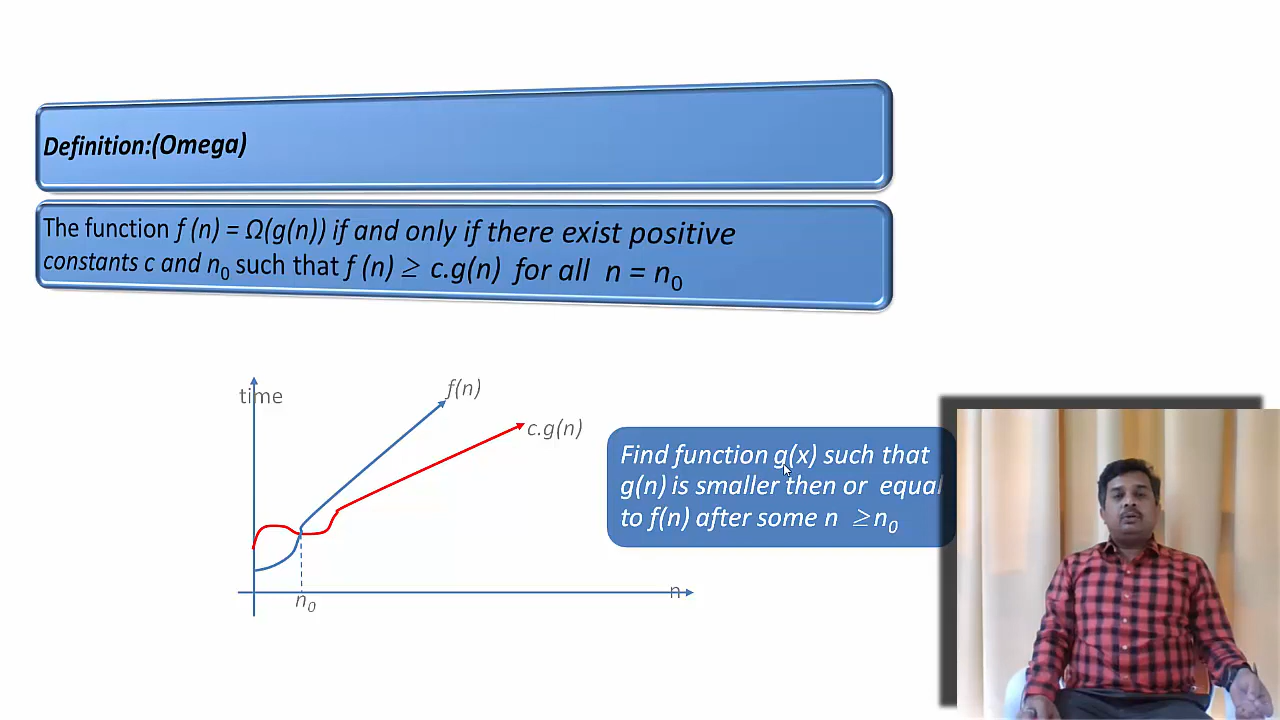 Definition:(Omega)
The function f (n) = Ω(g(n)) if and only if there exist positive
constants c and n₀ such that f (n) ≥ c.g(n) for all n = n₀
time
f(n)
c.g(n)
Find function g(x) such that
g(n) is smaller then or equal
to f(n) after some n ≥n₀
n
n₀